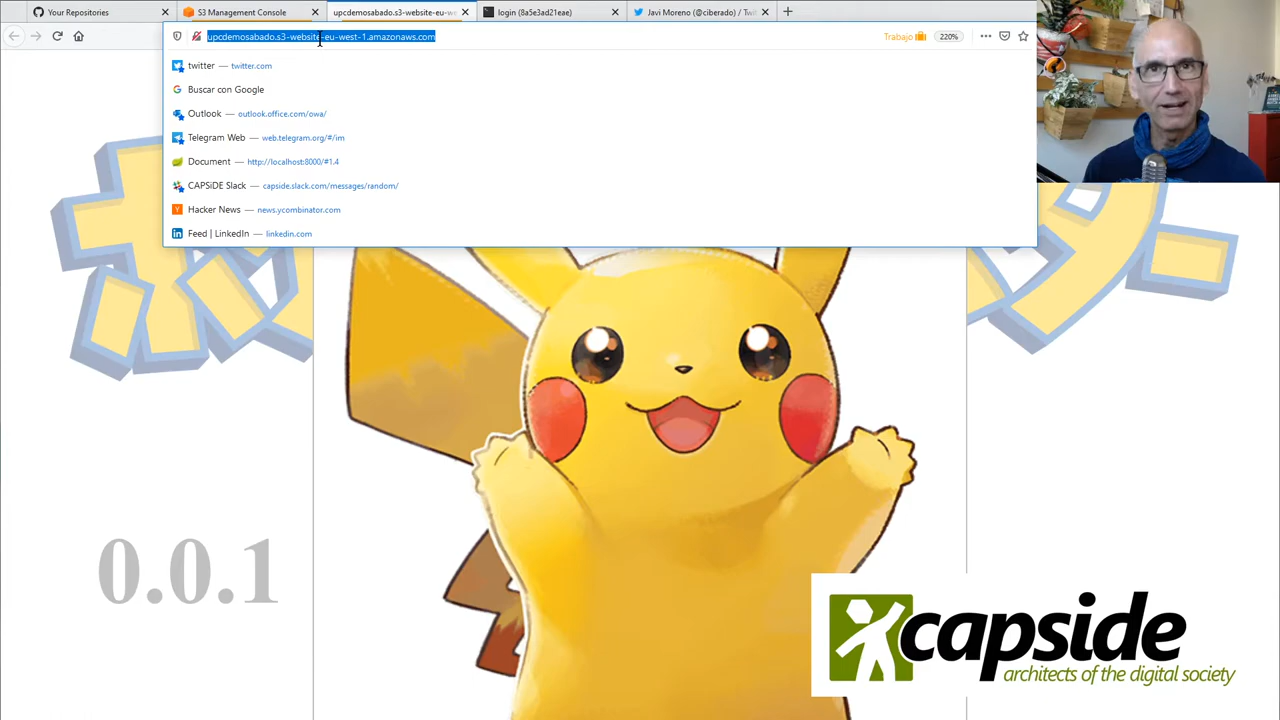 Your Repositories
S3 Management Console
upcdemosabado.s3-website-eu-we
login (8a5e3ad21eae)
Javi Moreno (@ciberado) / Twi
upcdemosabado.s3-website-eu-west-1.amazonaws.com
Trabajo
220%
twitter — twitter.com
Buscar con Google
Outlook — outlook.office.com/owa/
Telegram Web — web.telegram.org/#/im
Document — http://localhost:8000/#1.4
CAPSiDE Slack — capside.slack.com/messages/random/
Hacker News — news.ycombinator.com
Feed | LinkedIn — linkedin.com
0.0.1
capside
architects of the digital society